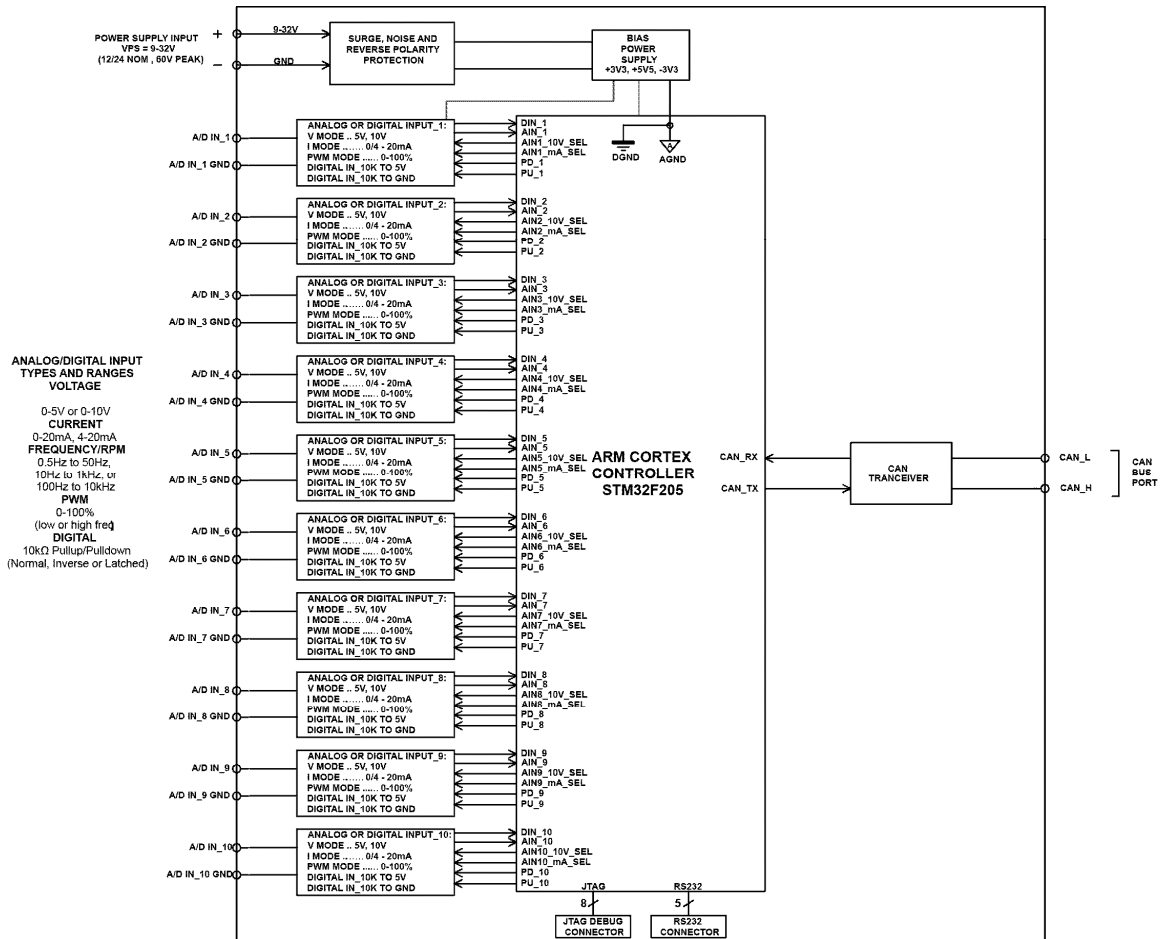 POWER SUPPLY INPUT
VPS = 9-32V
(12/24 NOM , 60V PEAK)
+
−
9-32V
GND
SURGE, NOISE AND
REVERSE POLARITY
PROTECTION
BIAS
POWER
SUPPLY
+3V3, +5V5, -3V3
DGND
A
AGND
ANALOG/DIGITAL INPUT
TYPES AND RANGES
VOLTAGE
0-5V or 0-10V
CURRENT
0-20mA, 4-20mA
FREQUENCY/RPM
0.5Hz to 50Hz,
10Hz to 1kHz, or
100Hz to 10kHz
PWM
0-100%
(low or high freq)
DIGITAL
10kΩ Pullup/Pulldown
(Normal, Inverse or Latched)
A/D IN_1
A/D IN_1 GND
ANALOG OR DIGITAL INPUT_1:
V MODE .. 5V, 10V
I MODE ....... 0/4 - 20mA
PWM MODE ...... 0-100%
DIGITAL IN_10K TO 5V
DIGITAL IN_10K TO GND
DIN_1
AIN_1
AIN1_10V_SEL
AIN1_mA_SEL
PD_1
PU_1
A/D IN_2
A/D IN_2 GND
ANALOG OR DIGITAL INPUT_2:
V MODE .. 5V, 10V
I MODE ....... 0/4 - 20mA
PWM MODE ...... 0-100%
DIGITAL IN_10K TO 5V
DIGITAL IN_10K TO GND
DIN_2
AIN_2
AIN2_10V_SEL
AIN2_mA_SEL
PD_2
PU_2
A/D IN_3
A/D IN_3 GND
ANALOG OR DIGITAL INPUT_3:
V MODE .. 5V, 10V
I MODE ....... 0/4 - 20mA
PWM MODE ...... 0-100%
DIGITAL IN_10K TO 5V
DIGITAL IN_10K TO GND
DIN_3
AIN_3
AIN3_10V_SEL
AIN3_mA_SEL
PD_3
PU_3
A/D IN_4
A/D IN_4 GND
ANALOG OR DIGITAL INPUT_4:
V MODE .. 5V, 10V
I MODE ....... 0/4 - 20mA
PWM MODE ...... 0-100%
DIGITAL IN_10K TO 5V
DIGITAL IN_10K TO GND
DIN_4
AIN_4
AIN4_10V_SEL
AIN4_mA_SEL
PD_4
PU_4
A/D IN_5
A/D IN_5 GND
ANALOG OR DIGITAL INPUT_5:
V MODE .. 5V, 10V
I MODE ....... 0/4 - 20mA
PWM MODE ...... 0-100%
DIGITAL IN_10K TO 5V
DIGITAL IN_10K TO GND
DIN_5
AIN_5
AIN5_10V_SEL
AIN5_mA_SEL
PD_5
PU_5
ARM CORTEX
CONTROLLER
STM32F205
CAN_RX
CAN_TX
CAN
TRANCEIVER
CAN_L
CAN_H
CAN
BUS
PORT
A/D IN_6
A/D IN_6 GND
ANALOG OR DIGITAL INPUT_6:
V MODE .. 5V, 10V
I MODE ....... 0/4 - 20mA
PWM MODE ...... 0-100%
DIGITAL IN_10K TO 5V
DIGITAL IN_10K TO GND
DIN_6
AIN_6
AIN6_10V_SEL
AIN6_mA_SEL
PD_6
PU_6
A/D IN_7
A/D IN_7 GND
ANALOG OR DIGITAL INPUT_7:
V MODE .. 5V, 10V
I MODE ....... 0/4 - 20mA
PWM MODE ...... 0-100%
DIGITAL IN_10K TO 5V
DIGITAL IN_10K TO GND
DIN_7
AIN_7
AIN7_10V_SEL
AIN7_mA_SEL
PD_7
PU_7
A/D IN_8
A/D IN_8 GND
ANALOG OR DIGITAL INPUT_8:
V MODE .. 5V, 10V
I MODE ....... 0/4 - 20mA
PWM MODE ...... 0-100%
DIGITAL IN_10K TO 5V
DIGITAL IN_10K TO GND
DIN_8
AIN_8
AIN8_10V_SEL
AIN8_mA_SEL
PD_8
PU_8
A/D IN_9
A/D IN_9 GND
ANALOG OR DIGITAL INPUT_9:
V MODE .. 5V, 10V
I MODE ....... 0/4 - 20mA
PWM MODE ...... 0-100%
DIGITAL IN_10K TO 5V
DIGITAL IN_10K TO GND
DIN_9
AIN_9
AIN9_10V_SEL
AIN9_mA_SEL
PD_9
PU_9
A/D IN_10
A/D IN_10 GND
ANALOG OR DIGITAL INPUT_10:
V MODE .. 5V, 10V
I MODE ....... 0/4 - 20mA
PWM MODE ...... 0-100%
DIGITAL IN_10K TO 5V
DIGITAL IN_10K TO GND
DIN_10
AIN_10
AIN10_10V_SEL
AIN10_mA_SEL
PD_10
PU_10
JTAG
RS232
8
5
JTAG DEBUG
CONNECTOR
RS232
CONNECTOR